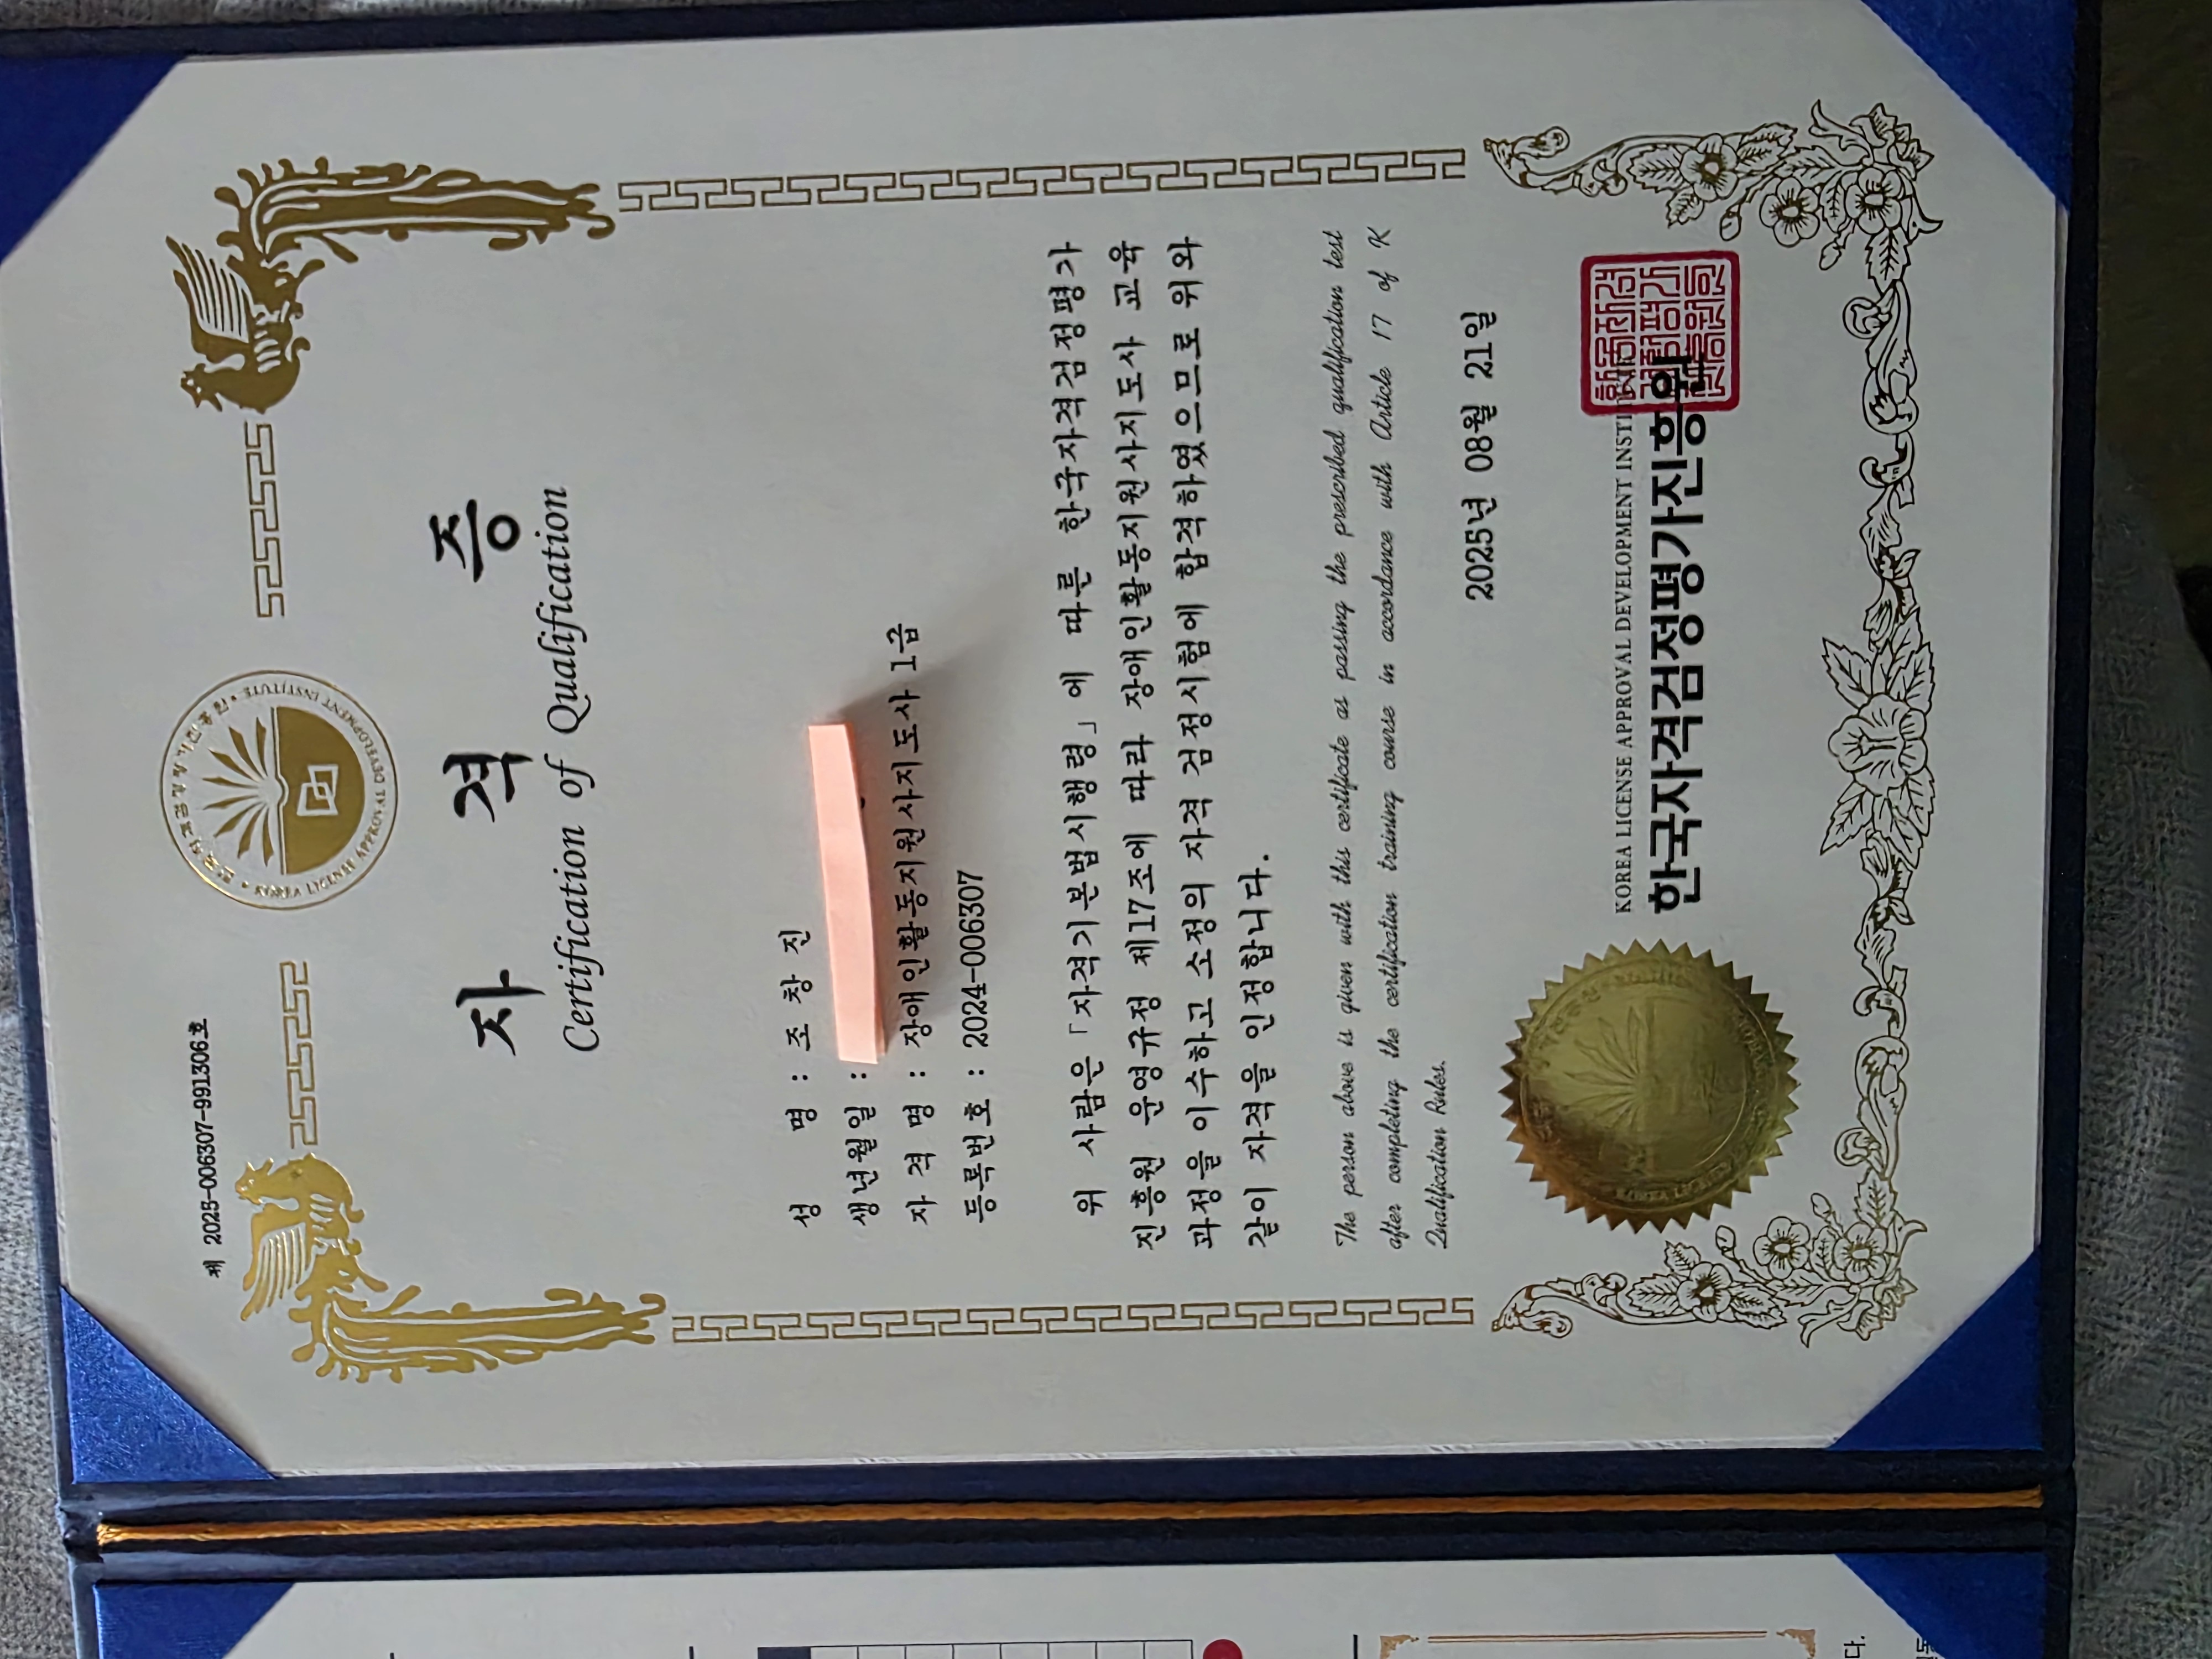 제 2025-006307-991306호
KOREA LICENSE APPROVAL DEVELOPMENT INSTITUTE
자 격 증
Certification of Qualification
성 명 : 조 창 진
생년월일 :
자 격 명 : 장애인활동지원사지도사 1급
등록번호 : 2024-006307
위 사람은 「자격기본법시행령」에 따른 한국자격검정평가
진흥원 운영규정 제17조에 따라 장애인활동지원사지도사 교육
과정을 이수하고 소정의 자격 검정시험에 합격하였으므로 위와
같이 자격을 인정합니다.
The person above is given with this certificate as passing the prescribed qualification test
after completing the certification training course in accordance with Article 17 of K
Qualification Rules.
2025년 08월 21일
KOREA LICENSE APPROVAL DEVELOPMENT INSTITUTE
한국자격검정평가진흥원
다.